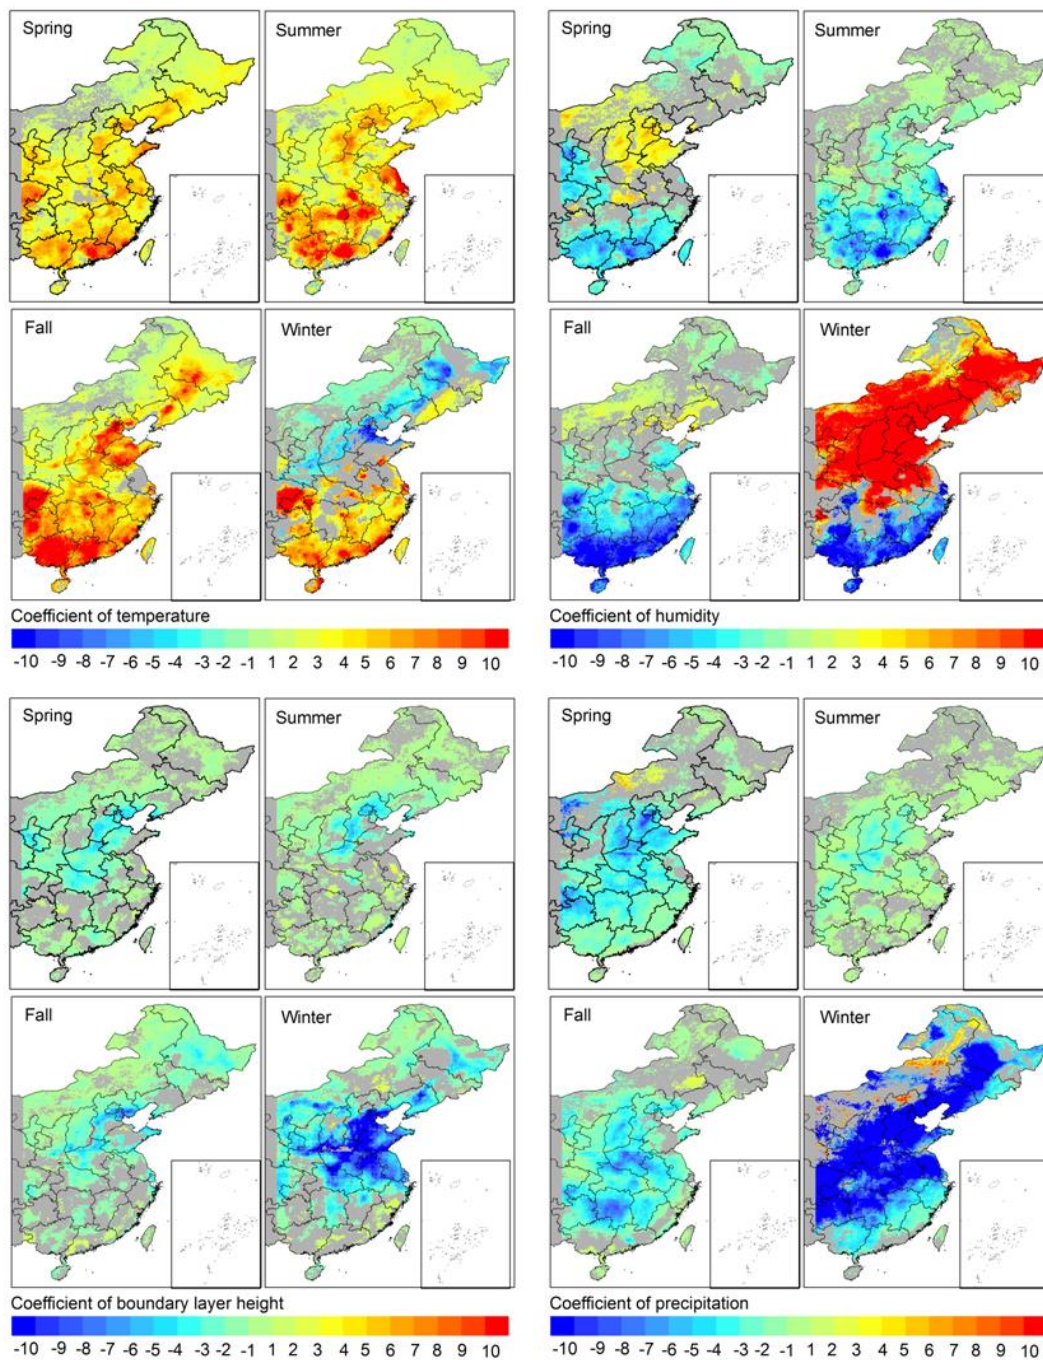 Spring
Summer
Spring
Summer
Fall
Winter
Fall
Winter
Coefficient of temperature
Coefficient of humidity
-10 -9 -8 -7 -6 -5 -4 -3 -2 -1 1 2 3 4 5 6 7 8 9 10
-10 -9 -8 -7 -6 -5 -4 -3 -2 -1 1 2 3 4 5 6 7 8 9 10
Spring
Summer
Spring
Summer
Fall
Winter
Fall
Winter
Coefficient of boundary layer height
Coefficient of precipitation
-10 -9 -8 -7 -6 -5 -4 -3 -2 -1 1 2 3 4 5 6 7 8 9 10
-10 -9 -8 -7 -6 -5 -4 -3 -2 -1 1 2 3 4 5 6 7 8 9 10